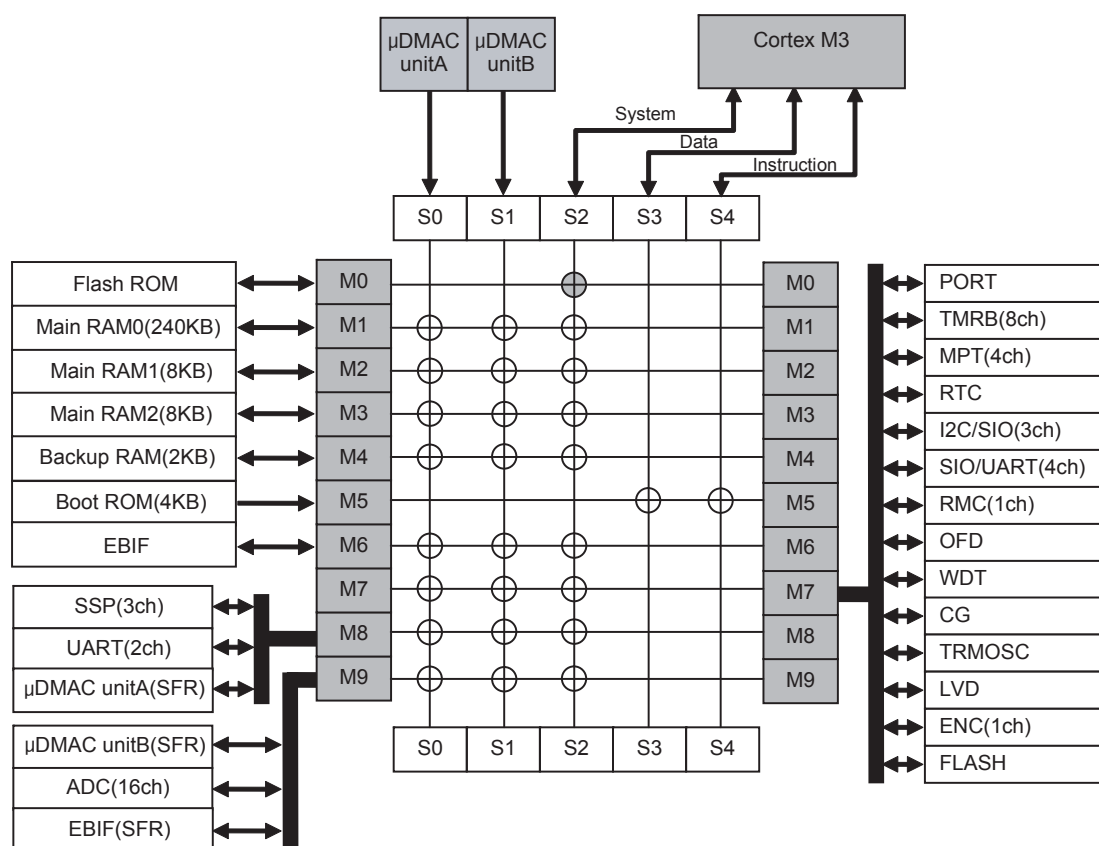 µDMAC
unitA
µDMAC
unitB
Cortex M3
System
Data
Instruction
S0
S1
S2
S3
S4
Flash ROM
Main RAM0(240KB)
Main RAM1(8KB)
Main RAM2(8KB)
Backup RAM(2KB)
Boot ROM(4KB)
EBIF
SSP(3ch)
UART(2ch)
µDMAC unitA(SFR)
µDMAC unitB(SFR)
ADC(16ch)
EBIF(SFR)
M0
M1
M2
M3
M4
M5
M6
M7
M8
M9
M0
M1
M2
M3
M4
M5
M6
M7
M8
M9
PORT
TMRB(8ch)
MPT(4ch)
RTC
I2C/SIO(3ch)
SIO/UART(4ch)
RMC(1ch)
OFD
WDT
CG
TRMOSC
LVD
ENC(1ch)
FLASH
S0
S1
S2
S3
S4